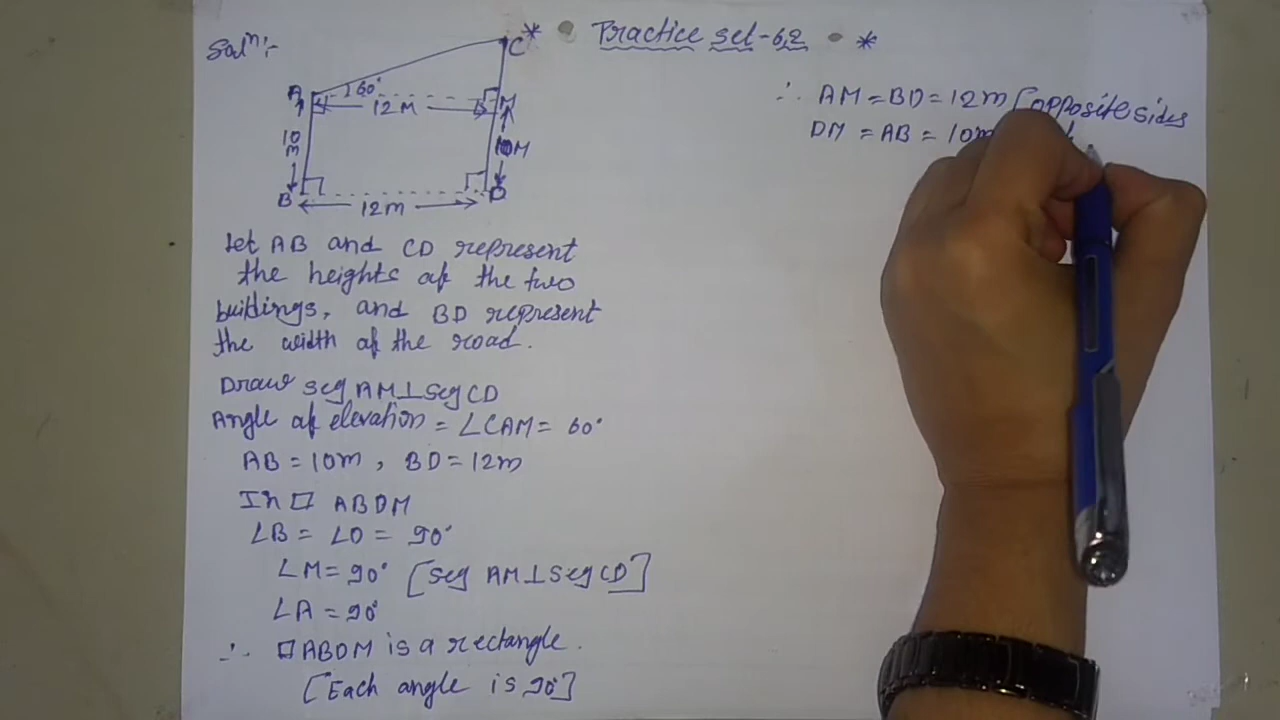 Solⁿ:-
* Practice set-6.2 *
C
A 60° 12M M
10m 10M
B 12m D
Let AB and CD represent
the heights of the two
buildings, and BD represent
the width of the road.
Draw seg AM⊥seg CD
Angle of elevation = ∠CAM = 60°
AB = 10m, BD = 12m
In □ ABDM
∠B = ∠D = 90°
∠M = 90° [seg AM⊥seg CD]
∠A = 90°
∴ □ABDM is a rectangle.
[Each angle is 90°]
∴ AM = BD = 12m [opposite sides
DM = AB = 10m